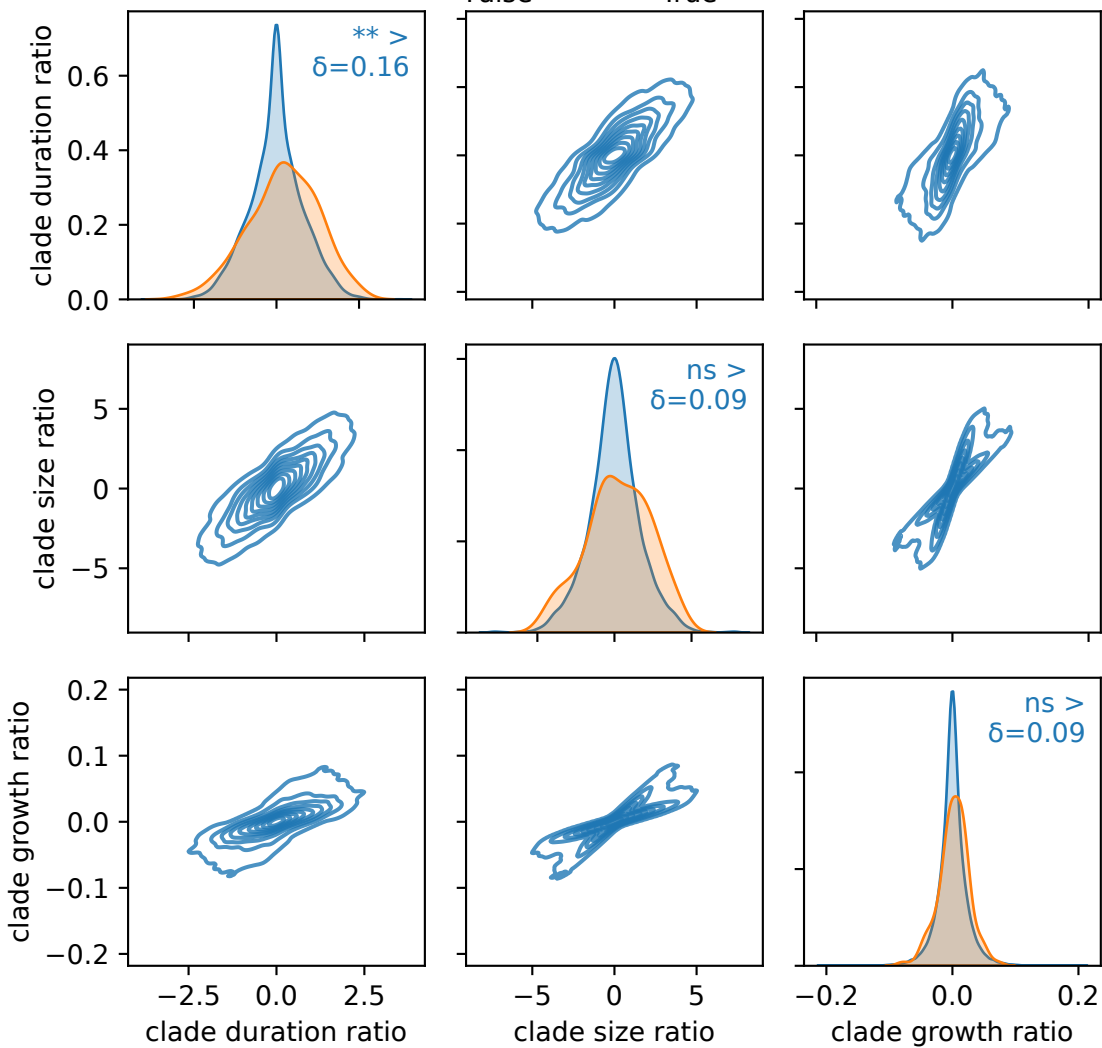 False True
clade duration ratio
0.6
0.4
0.2
0.0
** >
δ=0.16
clade size ratio
5
0
−5
ns >
δ=0.09
clade growth ratio
0.2
0.1
0.0
−0.1
−0.2
ns >
δ=0.09
−2.5 0.0 2.5
−5 0 5
−0.2 0.0 0.2
clade duration ratio
clade size ratio
clade growth ratio